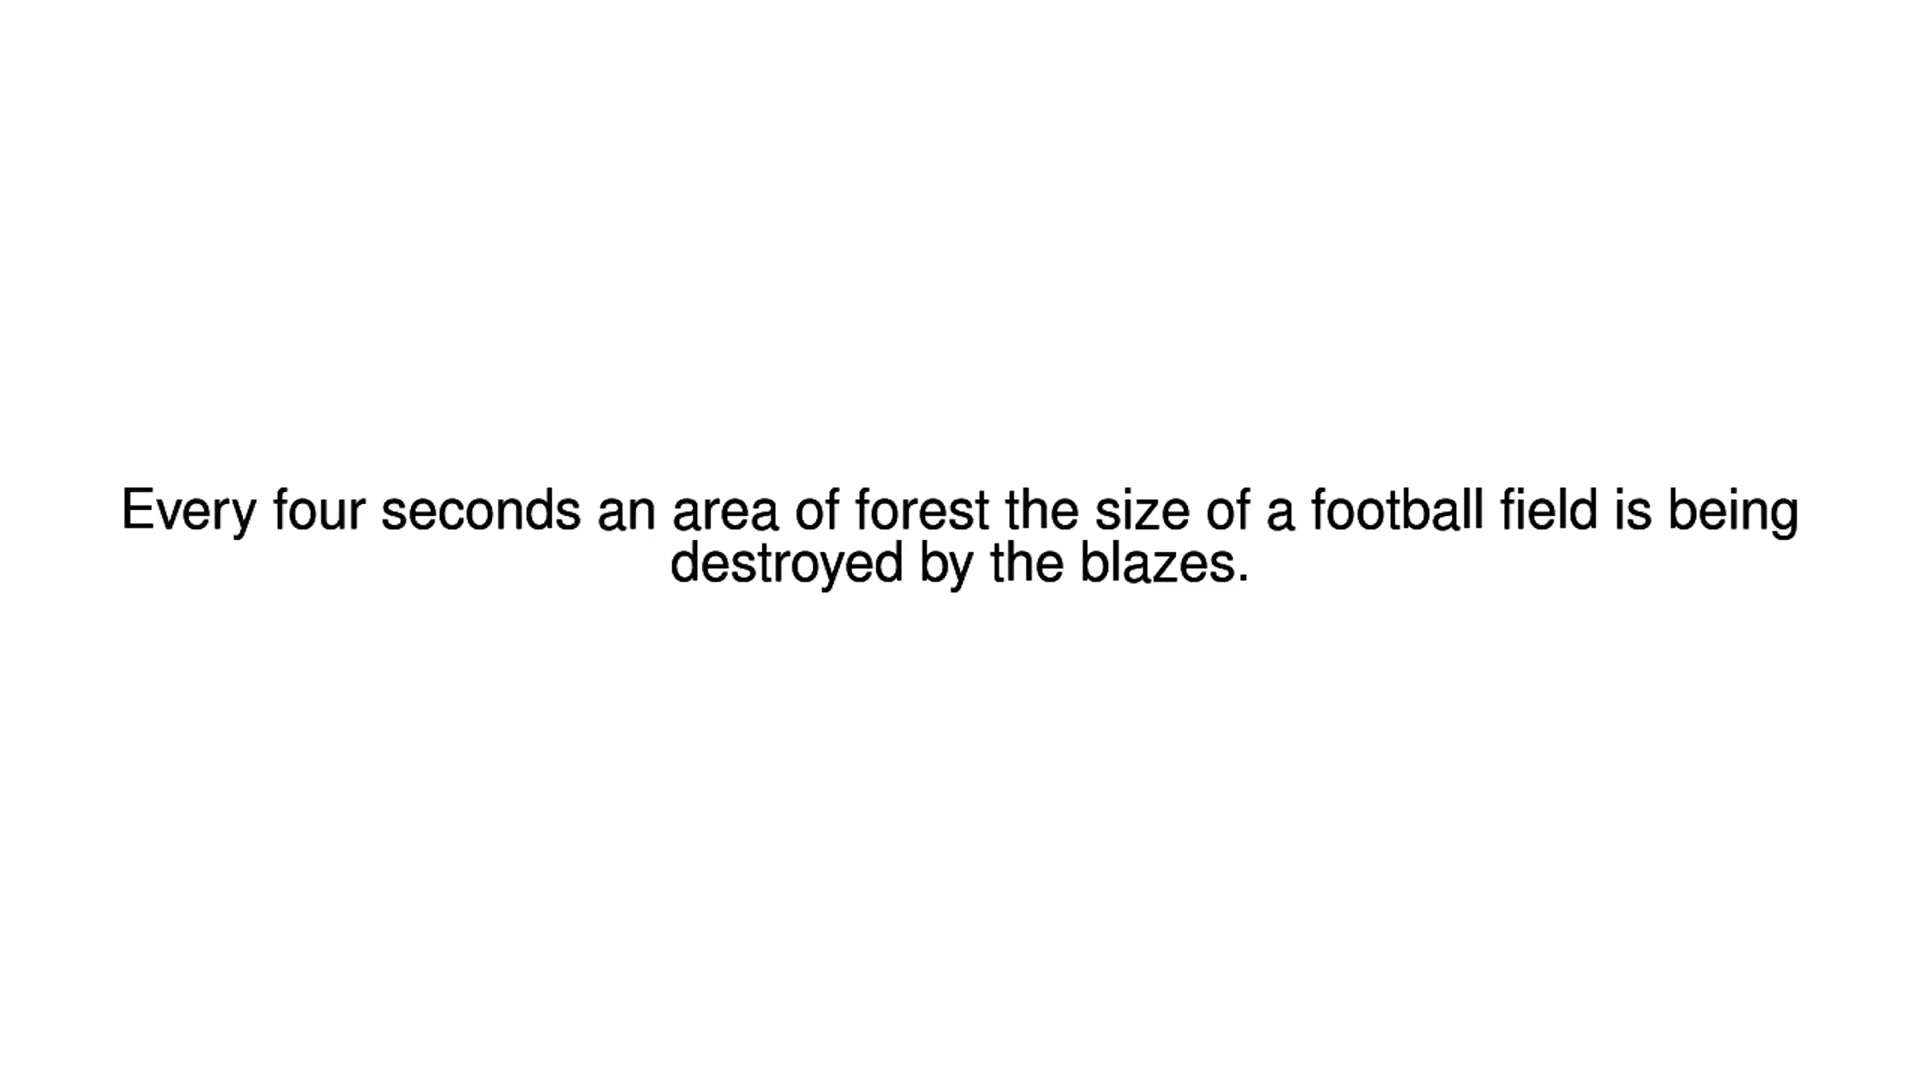 Every four seconds an area of forest the size of a football field is being
destroyed by the blazes.